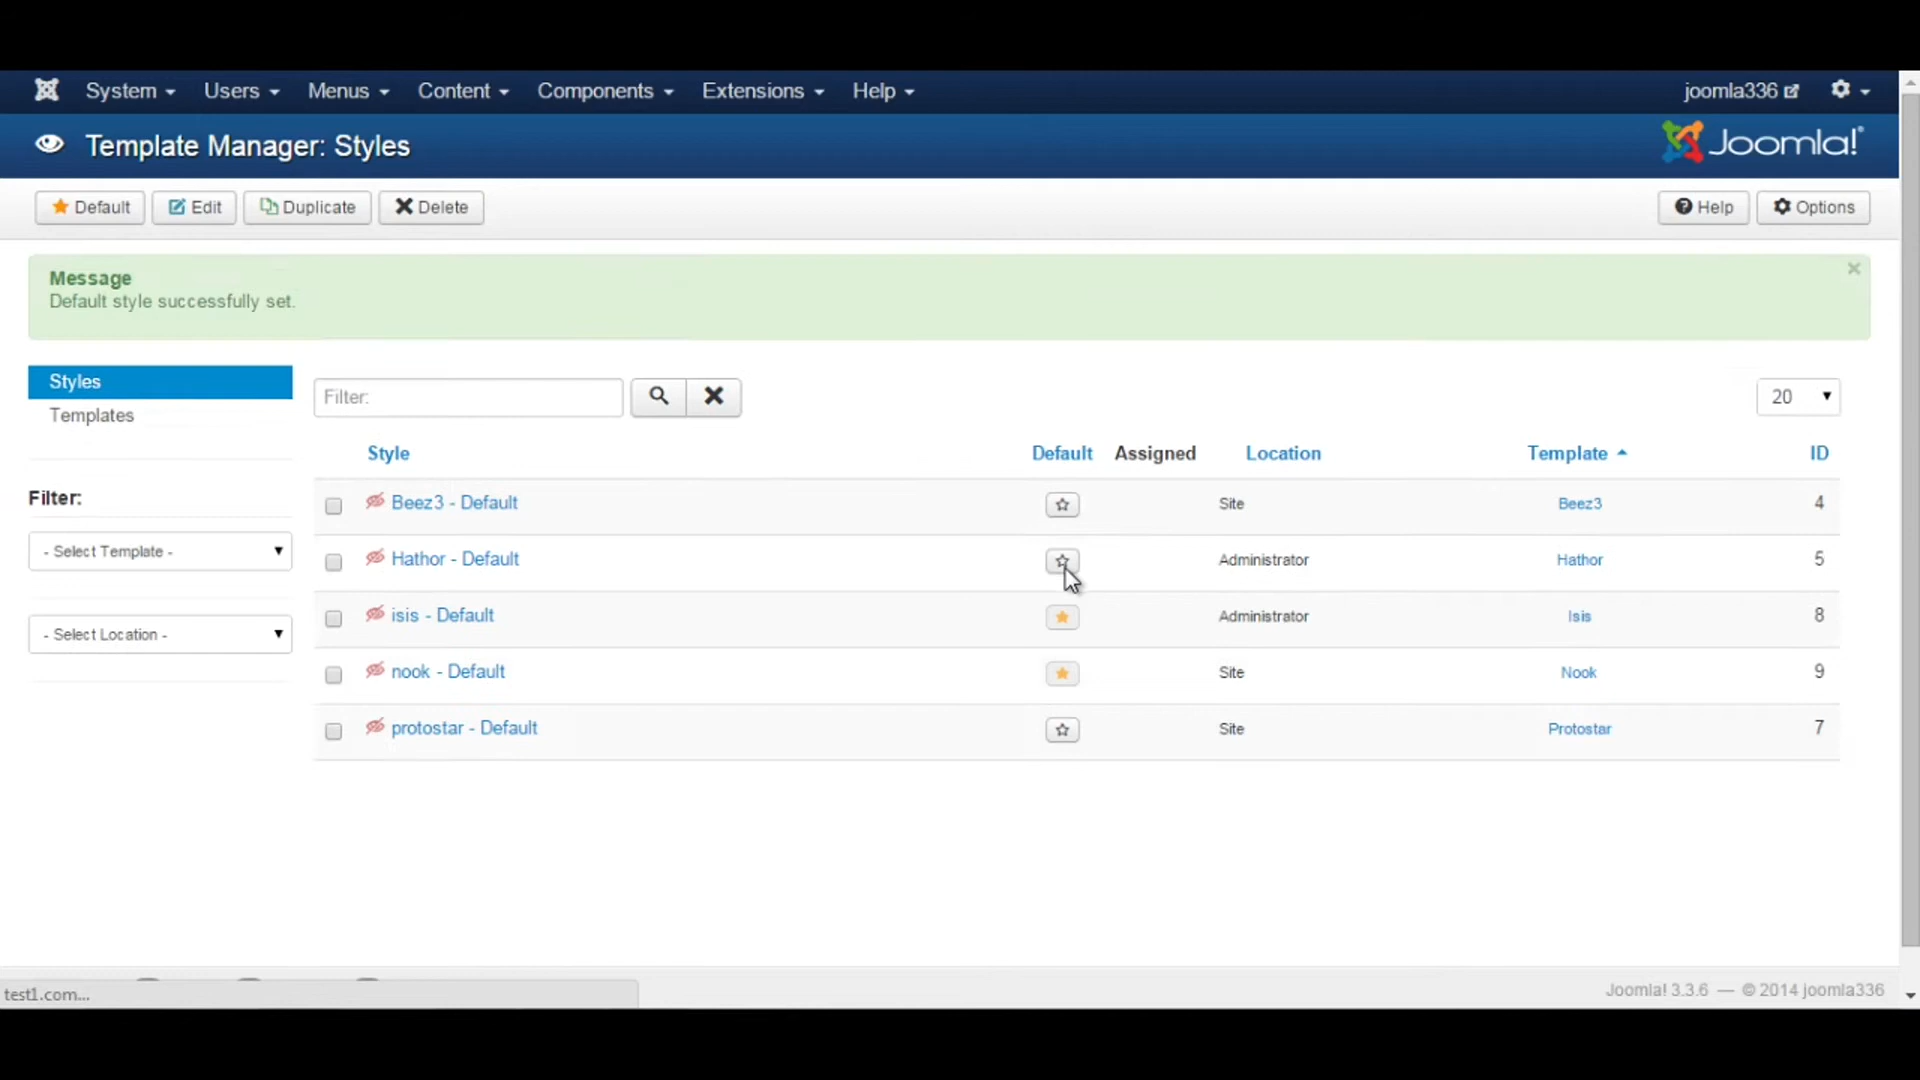 System Users Menus Content Components Extensions Help joomla336
Template Manager: Styles Joomla!®
Default Edit Duplicate Delete Help Options
Message
Default style successfully set.
Styles
Templates
Filter: 20
Style Default Assigned Location Template ID
Filter:
Beez3 - Default Site Beez3 4
- Select Template -
Hathor - Default Administrator Hathor 5
isis - Default Administrator Isis 8
- Select Location -
nook - Default Site Nook 9
protostar - Default Site Protostar 7
test1.com...
Joomla! 3.3.6 — © 2014 joomla336